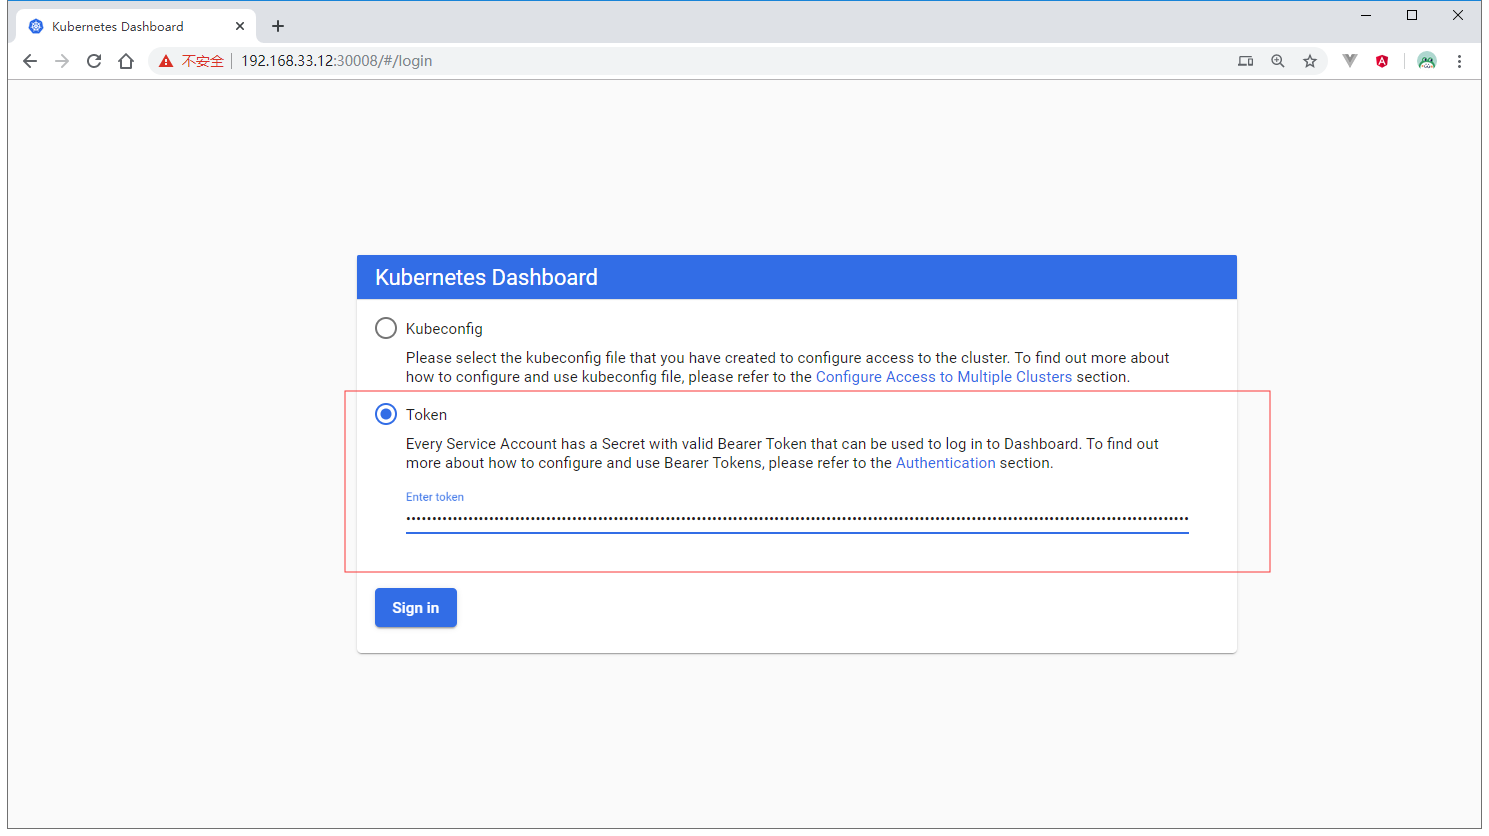 Kubernetes Dashboard
不安全 192.168.33.12:30008/#/login
Kubernetes Dashboard
Kubeconfig
Please select the kubeconfig file that you have created to configure access to the cluster. To find out more about
how to configure and use kubeconfig file, please refer to the Configure Access to Multiple Clusters section.
Token
Every Service Account has a Secret with valid Bearer Token that can be used to log in to Dashboard. To find out
more about how to configure and use Bearer Tokens, please refer to the Authentication section.
Enter token
Sign in